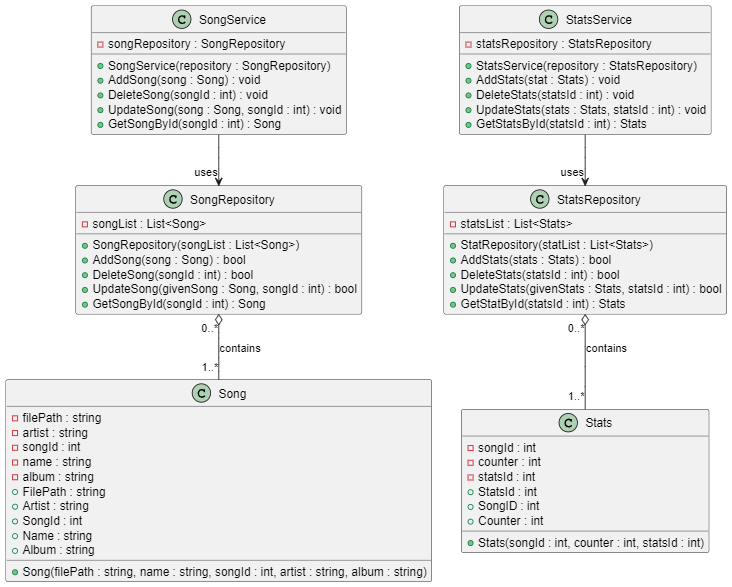 C SongService
songRepository : SongRepository
SongService(repository : SongRepository)
AddSong(song : Song) : void
DeleteSong(songId : int) : void
UpdateSong(song : Song, songId : int) : void
GetSongById(songId : int) : Song
C StatsService
statsRepository : StatsRepository
StatsService(repository : StatsRepository)
AddStats(stat : Stats) : void
DeleteStats(statsId : int) : void
UpdateStats(stats : Stats, statsId : int) : void
GetStatsById(statsId : int) : Stats
uses
uses
C SongRepository
songList : List<Song>
SongRepository(songList : List<Song>)
AddSong(song : Song) : bool
DeleteSong(songId : int) : bool
UpdateSong(givenSong : Song, songId : int) : bool
GetSongById(songId : int) : Song
C StatsRepository
statsList : List<Stats>
StatRepository(statList : List<Stats>)
AddStats(stats : Stats) : bool
DeleteStats(statsId : int) : bool
UpdateStats(givenStats : Stats, statsId : int) : bool
GetStatById(statsId : int) : Stats
0..*
contains
1..*
0..*
contains
1..*
C Song
filePath : string
artist : string
songId : int
name : string
album : string
FilePath : string
Artist : string
SongId : int
Name : string
Album : string
Song(filePath : string, name : string, songId : int, artist : string, album : string)
C Stats
songId : int
counter : int
statsId : int
StatsId : int
SongID : int
Counter : int
Stats(songId : int, counter : int, statsId : int)